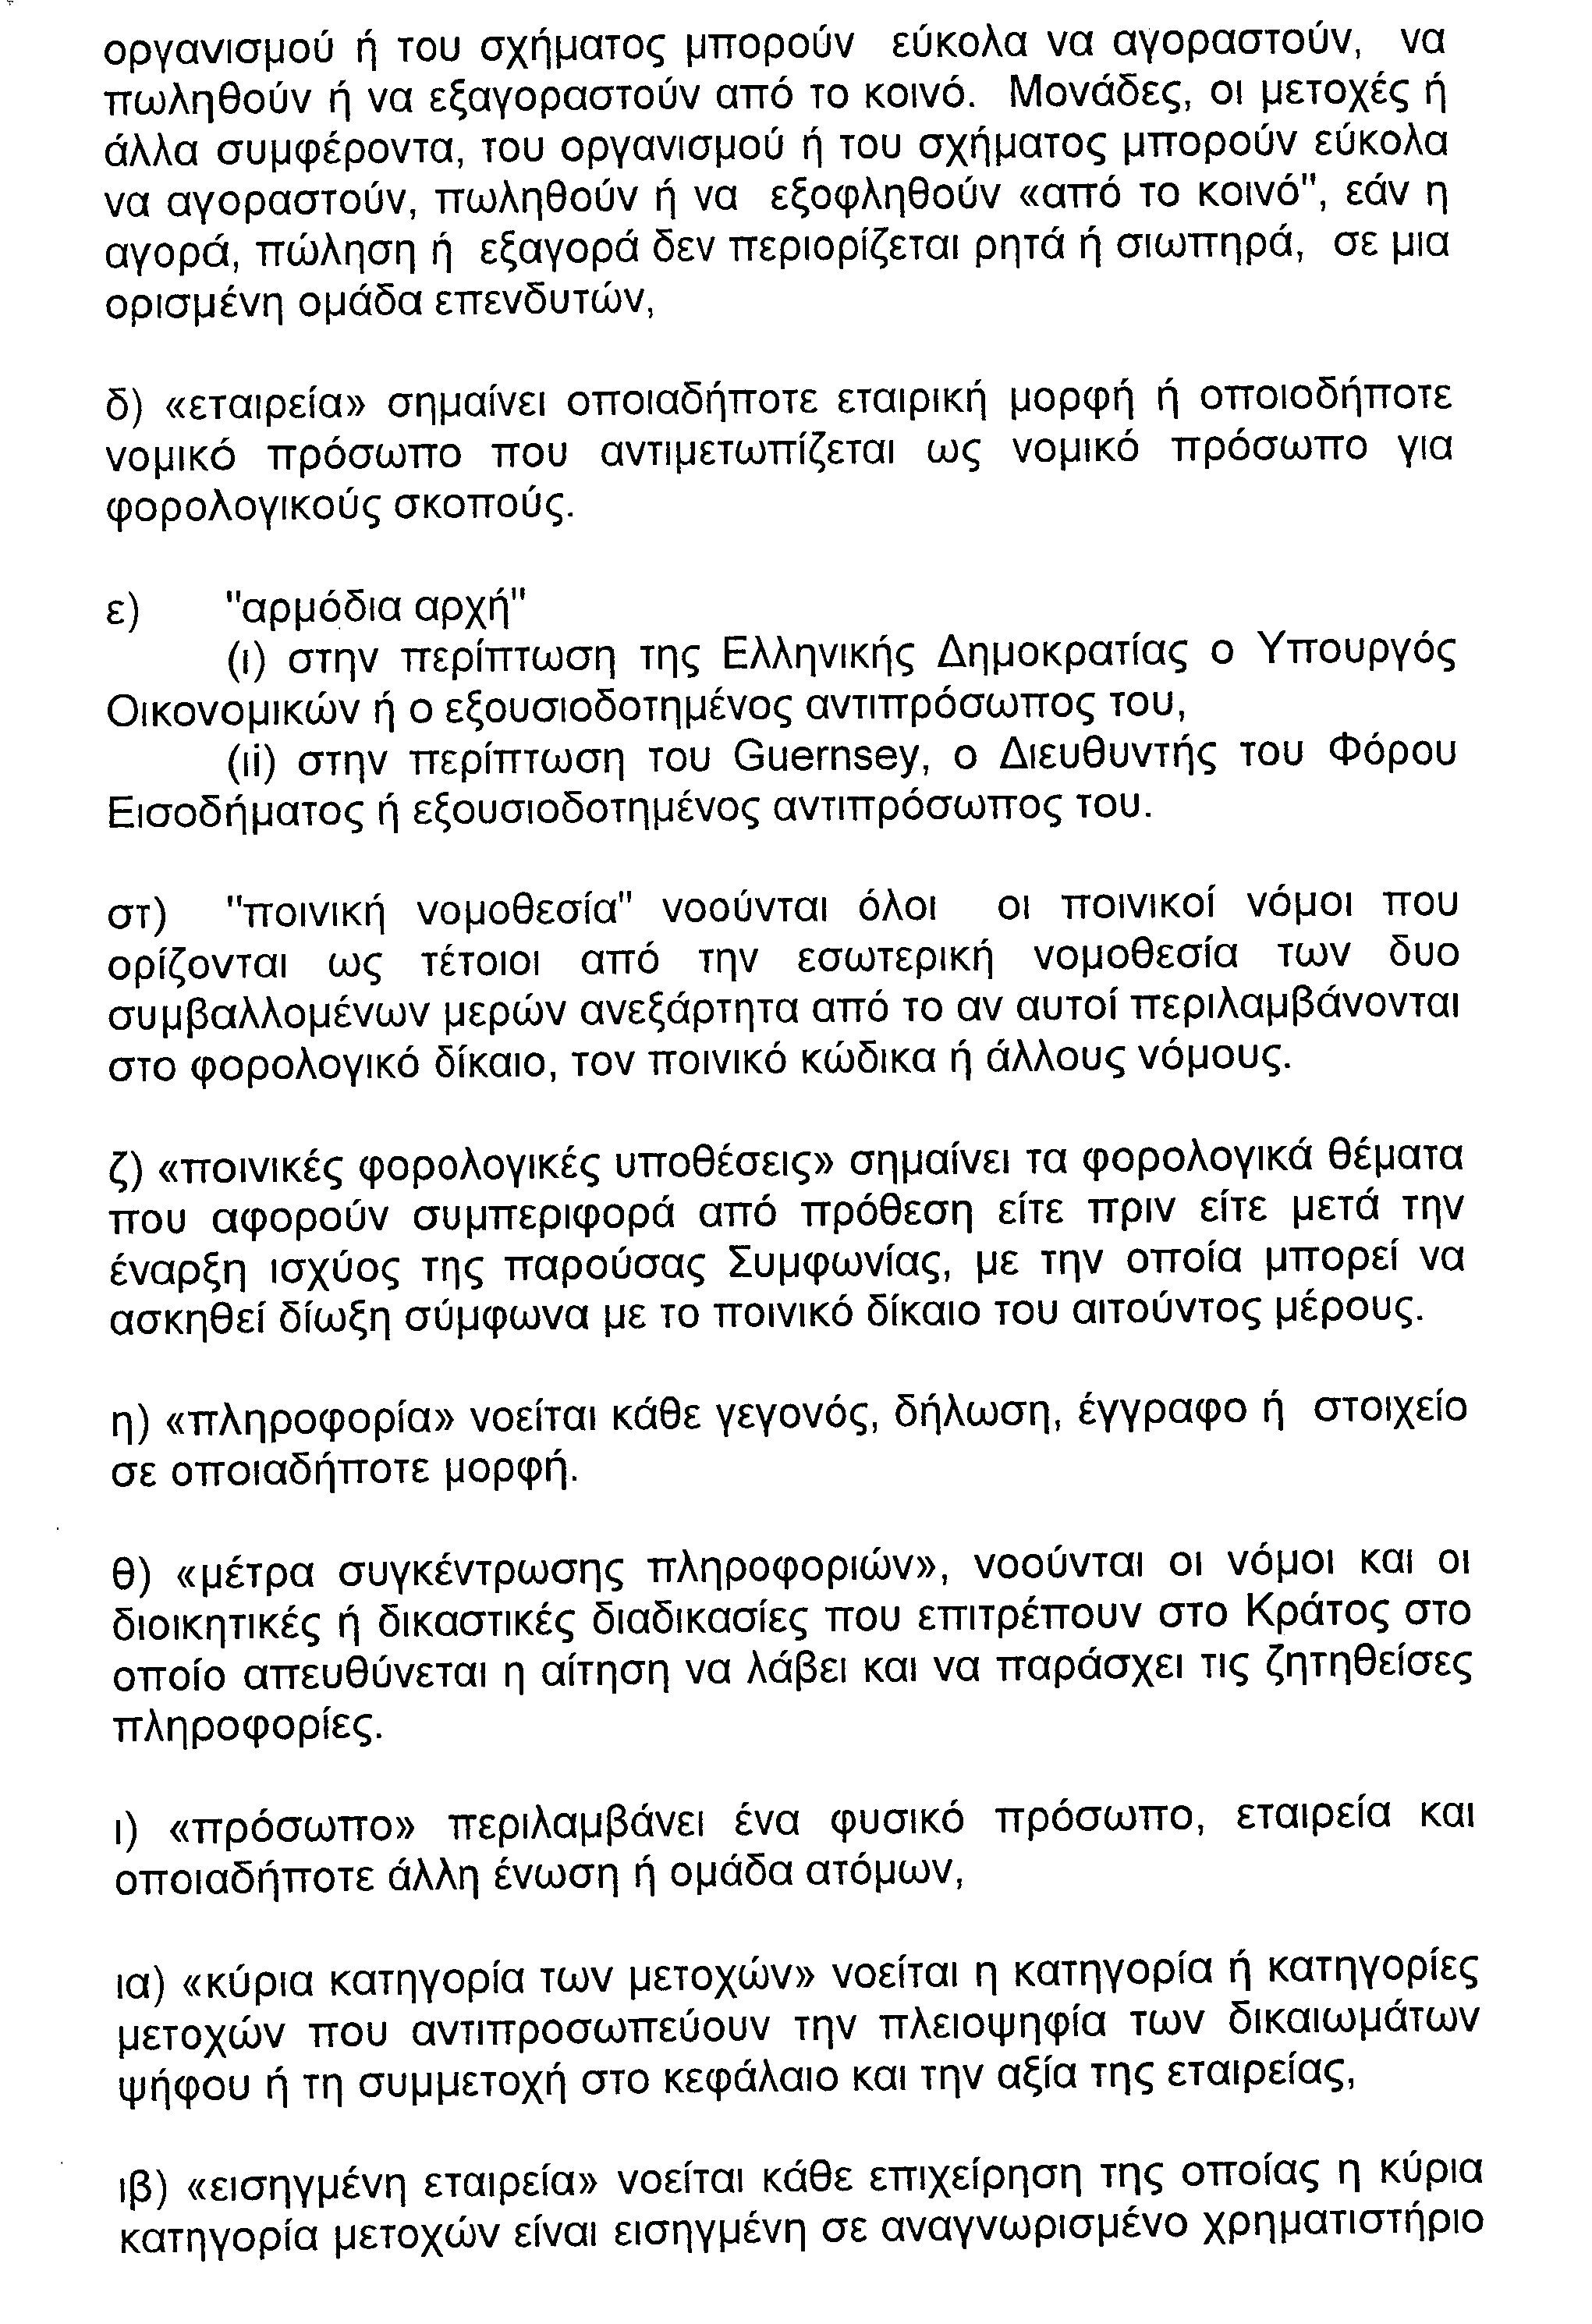 οργανισμού ή του σχήματος μπορούν εύκολα να αγοραστούν, να
πωληθούν ή να εξαγοραστούν από το κοινό. Μονάδες, οι μετοχές ή
άλλα συμφέροντα, του οργανισμού ή του σχήματος μπορούν εύκολα
να αγοραστούν, πωληθούν ή να εξοφληθούν «από το κοινό", εάν η
αγορά, πώληση ή εξαγορά δεν περιορίζεται ρητά ή σιωπηρά, σε μια
ορισμένη ομάδα επενδυτών,
δ) «εταιρεία» σημαίνει οποιαδήποτε εταιρική μορφή ή οποιοδήποτε
νομικό πρόσωπο που αντιμετωπίζεται ως νομικό πρόσωπο για
φορολογικούς σκοπούς.
ε) "αρμόδια αρχή"
(ι) στην περίπτωση της Ελληνικής Δημοκρατίας ο Υπουργός
Οικονομικών ή ο εξουσιοδοτημένος αντιπρόσωπος του,
(ιi) στην περίπτωση του Guernsey, ο Διευθυντής του Φόρου
Εισοδήματος ή εξουσιοδοτημένος αντιπρόσωπος του.
στ) "ποινική νομοθεσία" νοούνται όλοι οι ποινικοί νόμοι που
ορίζονται ως τέτοιοι από την εσωτερική νομοθεσία των δυο
συμβαλλομένων μερών ανεξάρτητα από το αν αυτοί περιλαμβάνονται
στο φορολογικό δίκαιο, τον ποινικό κώδικα ή άλλους νόμους.
ζ) «ποινικές φορολογικές υποθέσεις» σημαίνει τα φορολογικά θέματα
που αφορούν συμπεριφορά από πρόθεση είτε πριν είτε μετά την
έναρξη ισχύος της παρούσας Συμφωνίας, με την οποία μπορεί να
ασκηθεί δίωξη σύμφωνα με το ποινικό δίκαιο του αιτούντος μέρους.
η) «πληροφορία» νοείται κάθε γεγονός, δήλωση, έγγραφο ή στοιχείο
σε οποιαδήποτε μορφή.
θ) «μέτρα συγκέντρωσης πληροφοριών», νοούνται οι νόμοι και οι
διοικητικές ή δικαστικές διαδικασίες που επιτρέπουν στο Κράτος στο
οποίο απευθύνεται η αίτηση να λάβει και να παράσχει τις ζητηθείσες
πληροφορίες.
ι) «πρόσωπο» περιλαμβάνει ένα φυσικό πρόσωπο, εταιρεία και
οποιαδήποτε άλλη ένωση ή ομάδα ατόμων,
ια) «κύρια κατηγορία των μετοχών» νοείται η κατηγορία ή κατηγορίες
μετοχών που αντιπροσωπεύουν την πλειοψηφία των δικαιωμάτων
ψήφου ή τη συμμετοχή στο κεφάλαιο και την αξία της εταιρείας,
ιβ) «εισηγμένη εταιρεία» νοείται κάθε επιχείρηση της οποίας η κύρια
κατηγορία μετοχών είναι εισηγμένη σε αναγνωρισμένο χρηματιστήριο